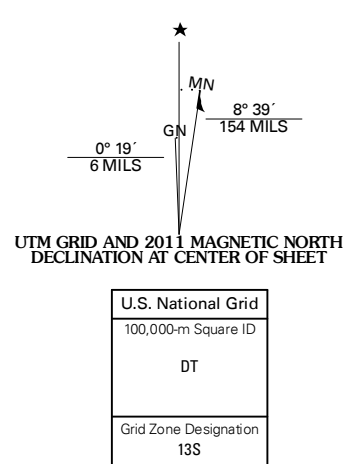 ★
MN
8° 39´
154 MILS
GN
0° 19´
6 MILS
UTM GRID AND 2011 MAGNETIC NORTH
DECLINATION AT CENTER OF SHEET
U.S. National Grid
100,000-m Square ID
DT
Grid Zone Designation
13S